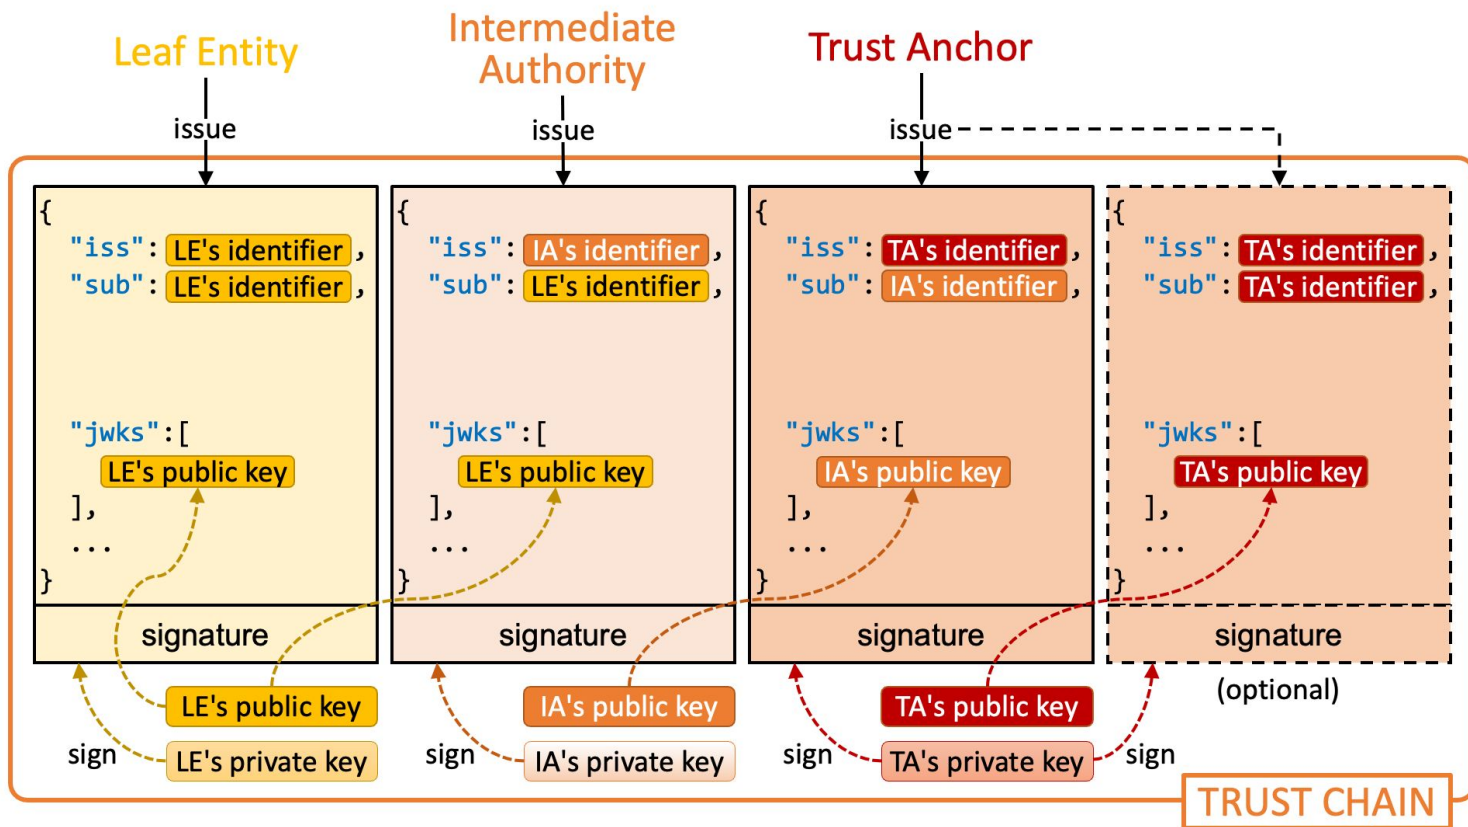 Leaf Entity
Intermediate
Authority
Trust Anchor
issue
issue
issue
{
"iss": LE's identifier ,
"sub": LE's identifier ,
"jwks":[
LE's public key
],
...
}
signature
{
"iss": IA's identifier ,
"sub": LE's identifier ,
"jwks":[
LE's public key
],
...
}
signature
{
"iss": TA's identifier ,
"sub": IA's identifier ,
"jwks":[
IA's public key
],
...
}
signature
{
"iss": TA's identifier ,
"sub": TA's identifier ,
"jwks":[
TA's public key
],
...
}
signature
(optional)
LE's public key
sign
LE's private key
IA's public key
sign
IA's private key
TA's public key
sign
TA's private key
sign
TRUST CHAIN